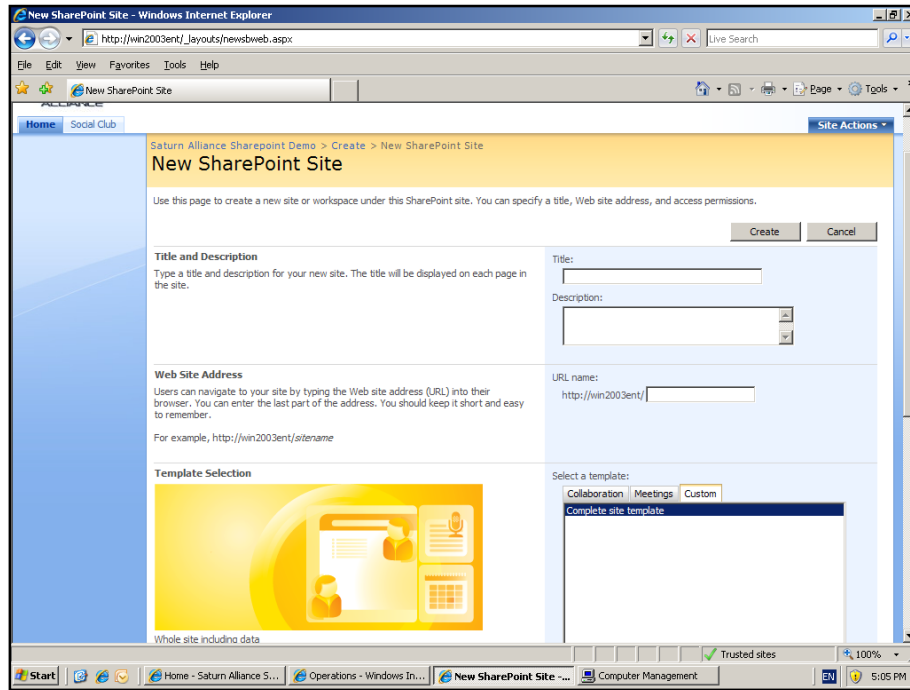 New SharePoint Site - Windows Internet Explorer
http://win2003ent/_layouts/newsbweb.aspx
Live Search
File Edit View Favorites Tools Help
New SharePoint Site
Page Tools
ALLIANCE
Home Social Club
Site Actions
Saturn Alliance Sharepoint Demo > Create > New SharePoint Site
New SharePoint Site
Use this page to create a new site or workspace under this SharePoint site. You can specify a title, Web site address, and access permissions.
Create Cancel
Title and Description
Type a title and description for your new site. The title will be displayed on each page in
the site.
Title:
Description:
Web Site Address
Users can navigate to your site by typing the Web site address (URL) into their
browser. You can enter the last part of the address. You should keep it short and easy
to remember.
For example, http://win2003ent/sitename
URL name:
http://win2003ent/
Template Selection
Whole site including data
Select a template:
Collaboration Meetings Custom
Complete site template
Trusted sites
100%
Start
Home - Saturn Alliance S...
Operations - Windows In...
New SharePoint Site -...
Computer Management
EN
5:05 PM